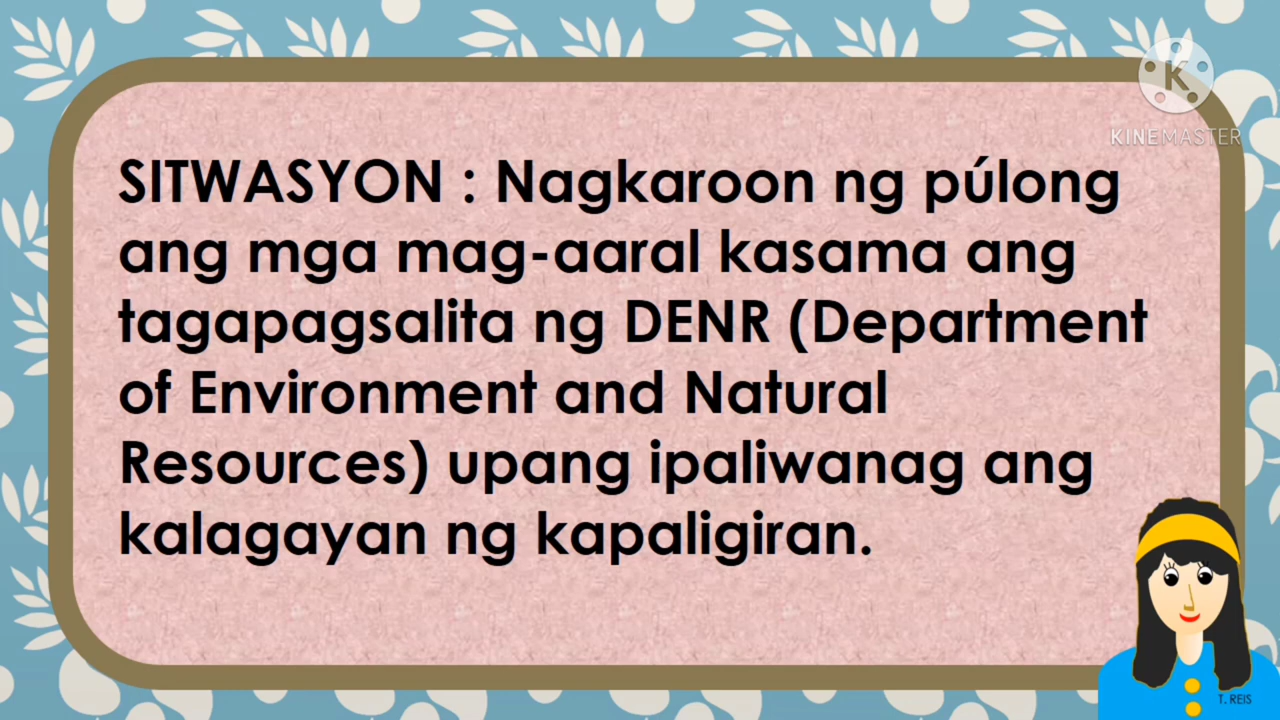 KINEMASTER
SITWASYON : Nagkaroon ng púlong
ang mga mag-aaral kasama ang
tagapagsalita ng DENR (Department
of Environment and Natural
Resources) upang ipaliwanag ang
kalagayan ng kapaligiran.
T. REIS